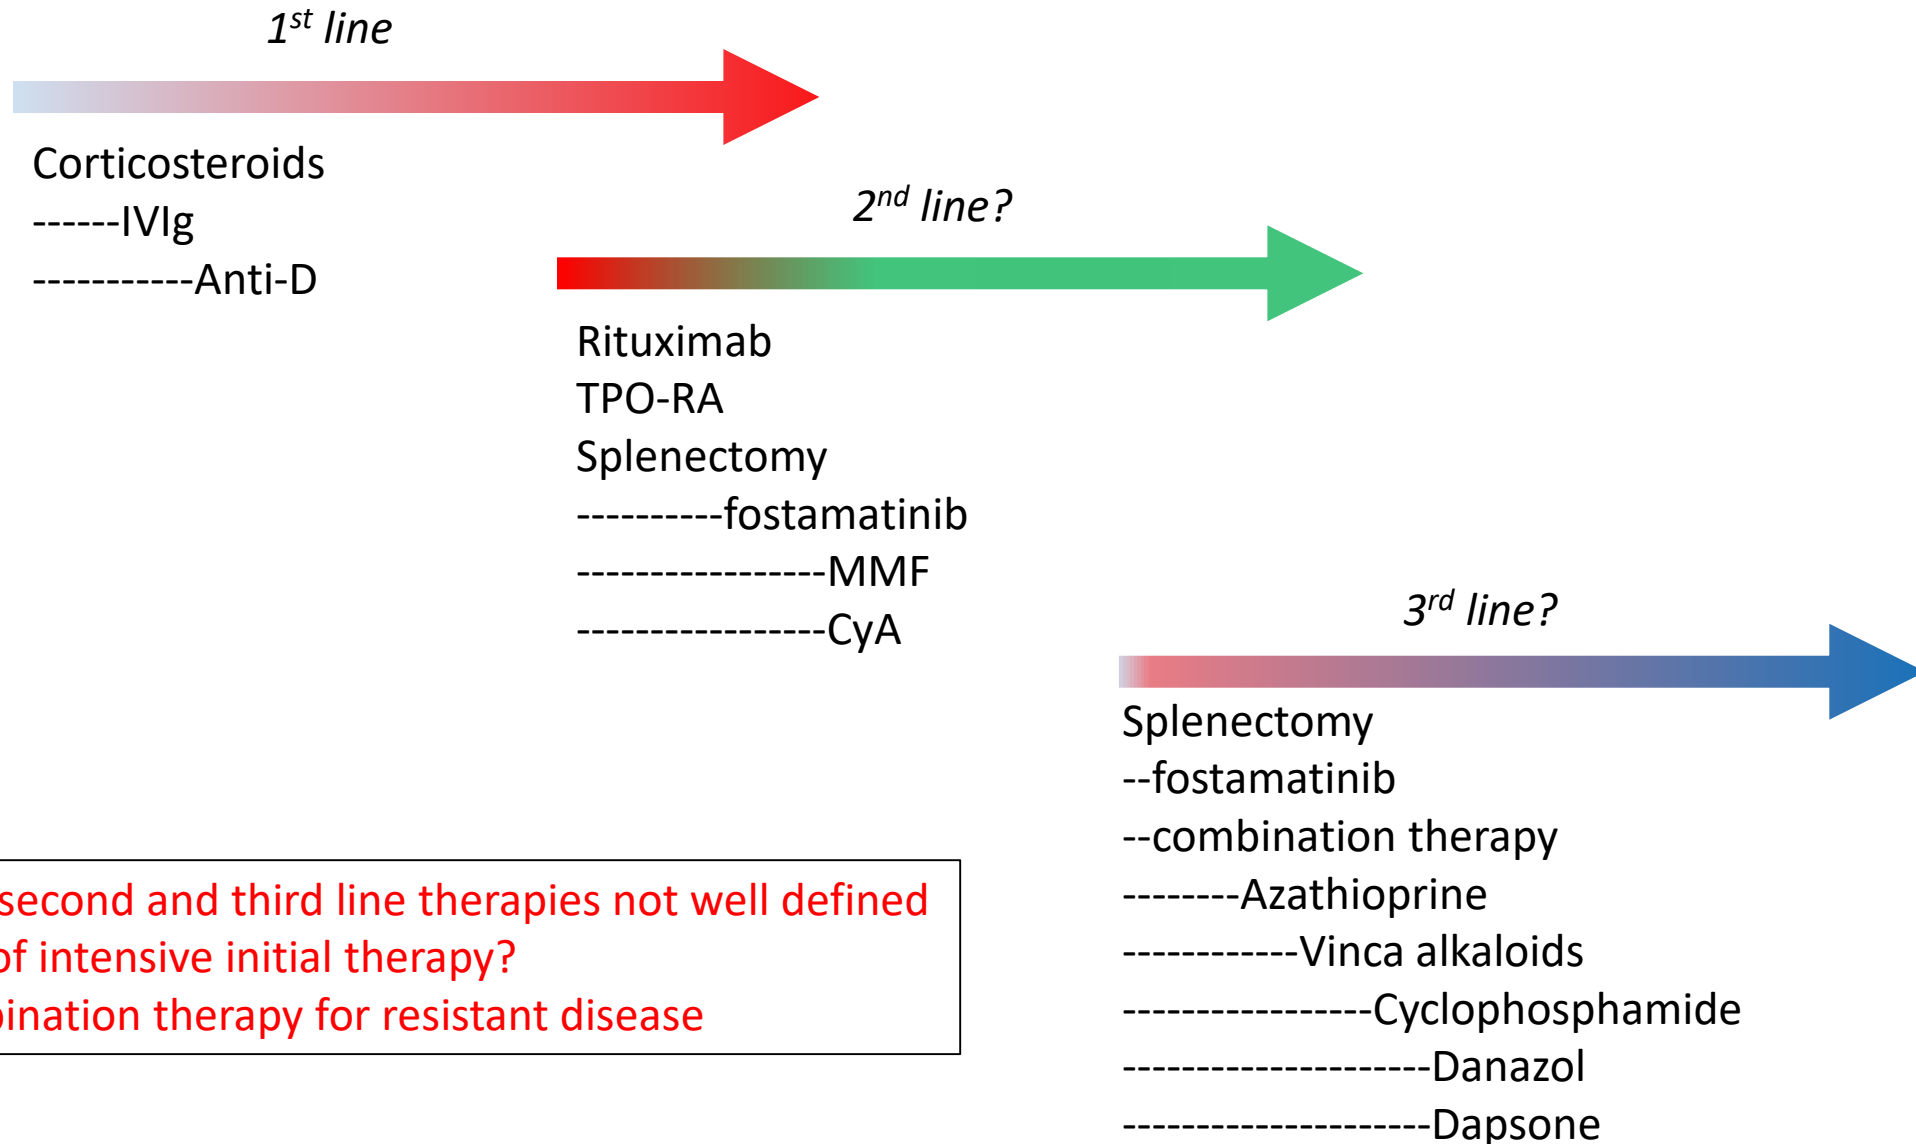 1st line
Corticosteroids
------IVIg
-----------Anti-D
2nd line?
Rituximab
TPO-RA
Splenectomy
----------fostamatinib
-----------------MMF
-----------------CyA
3rd line?
Splenectomy
--fostamatinib
--combination therapy
--------Azathioprine
------------Vinca alkaloids
-----------------Cyclophosphamide
---------------------Danazol
---------------------Dapsone
second and third line therapies not well defined
of intensive initial therapy?
therapy for resistant disease